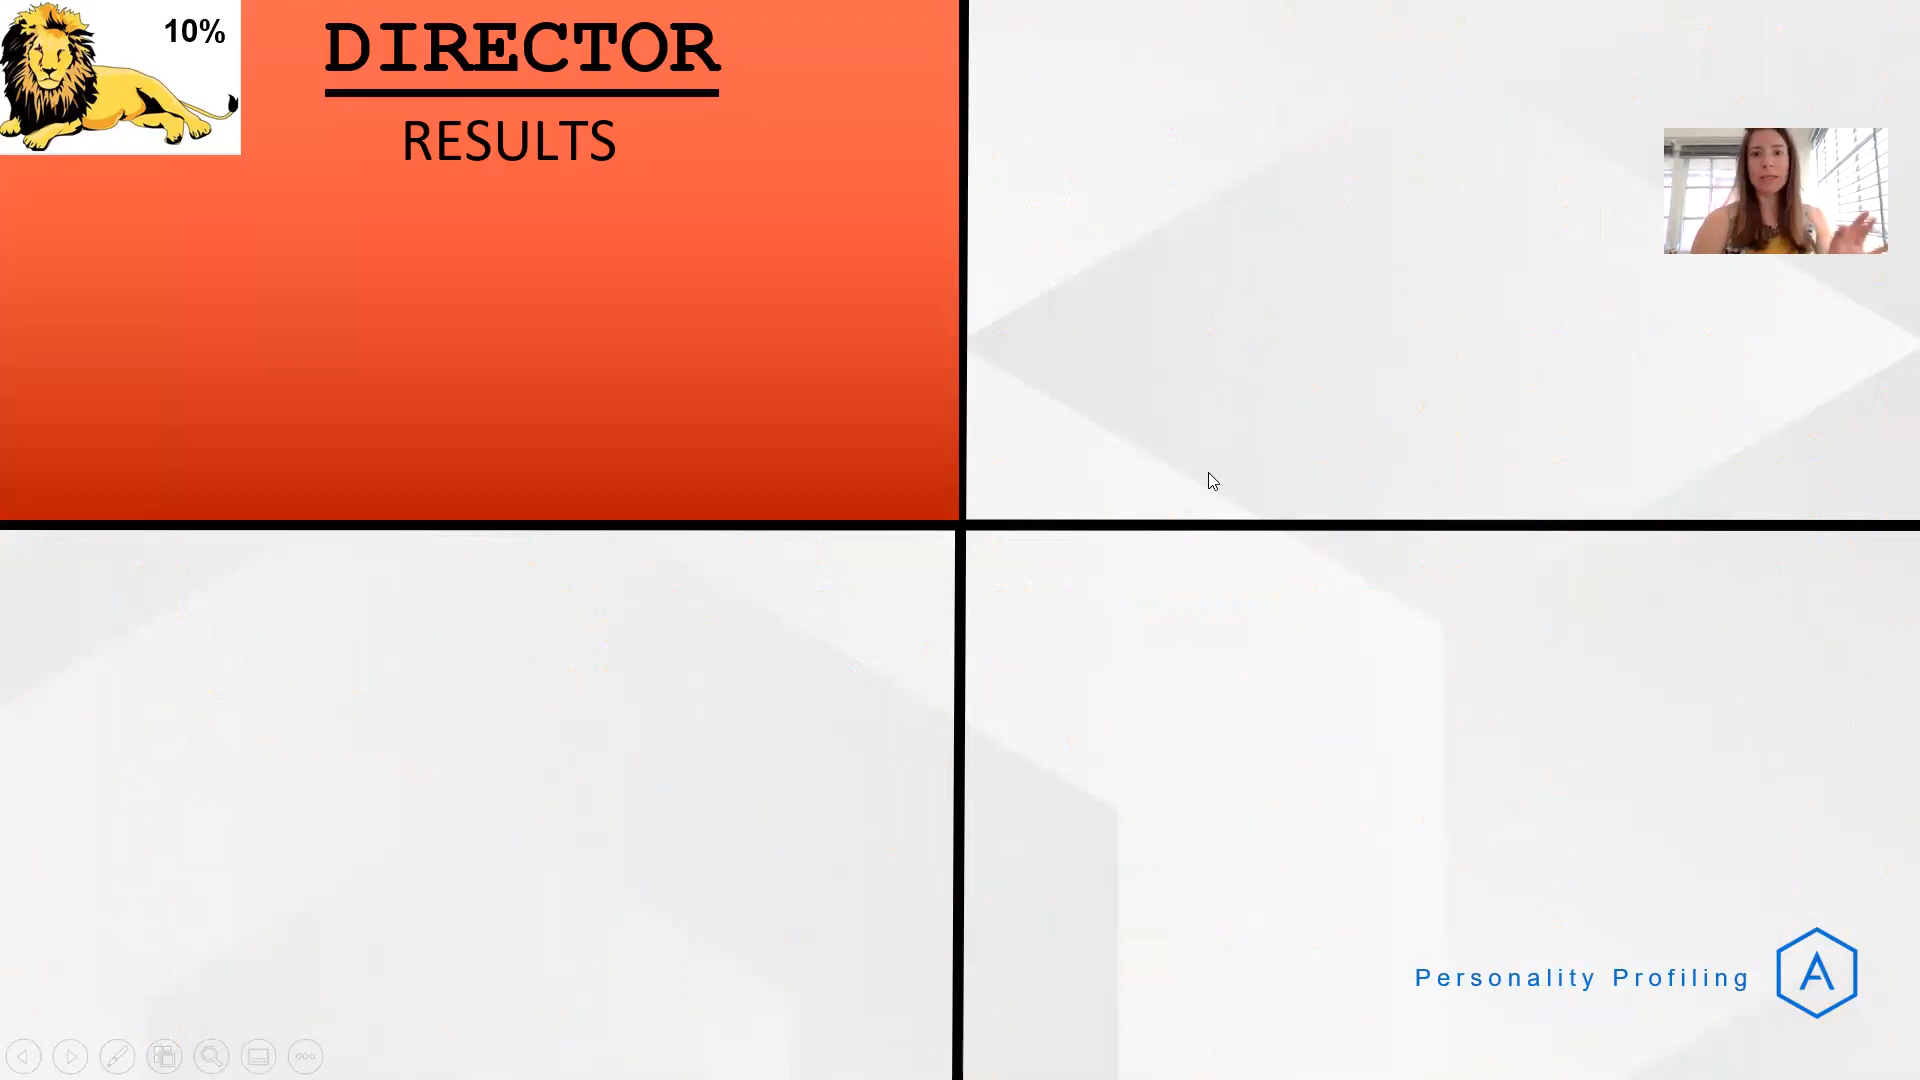 10%
DIRECTOR
RESULTS
Personality Profiling
A